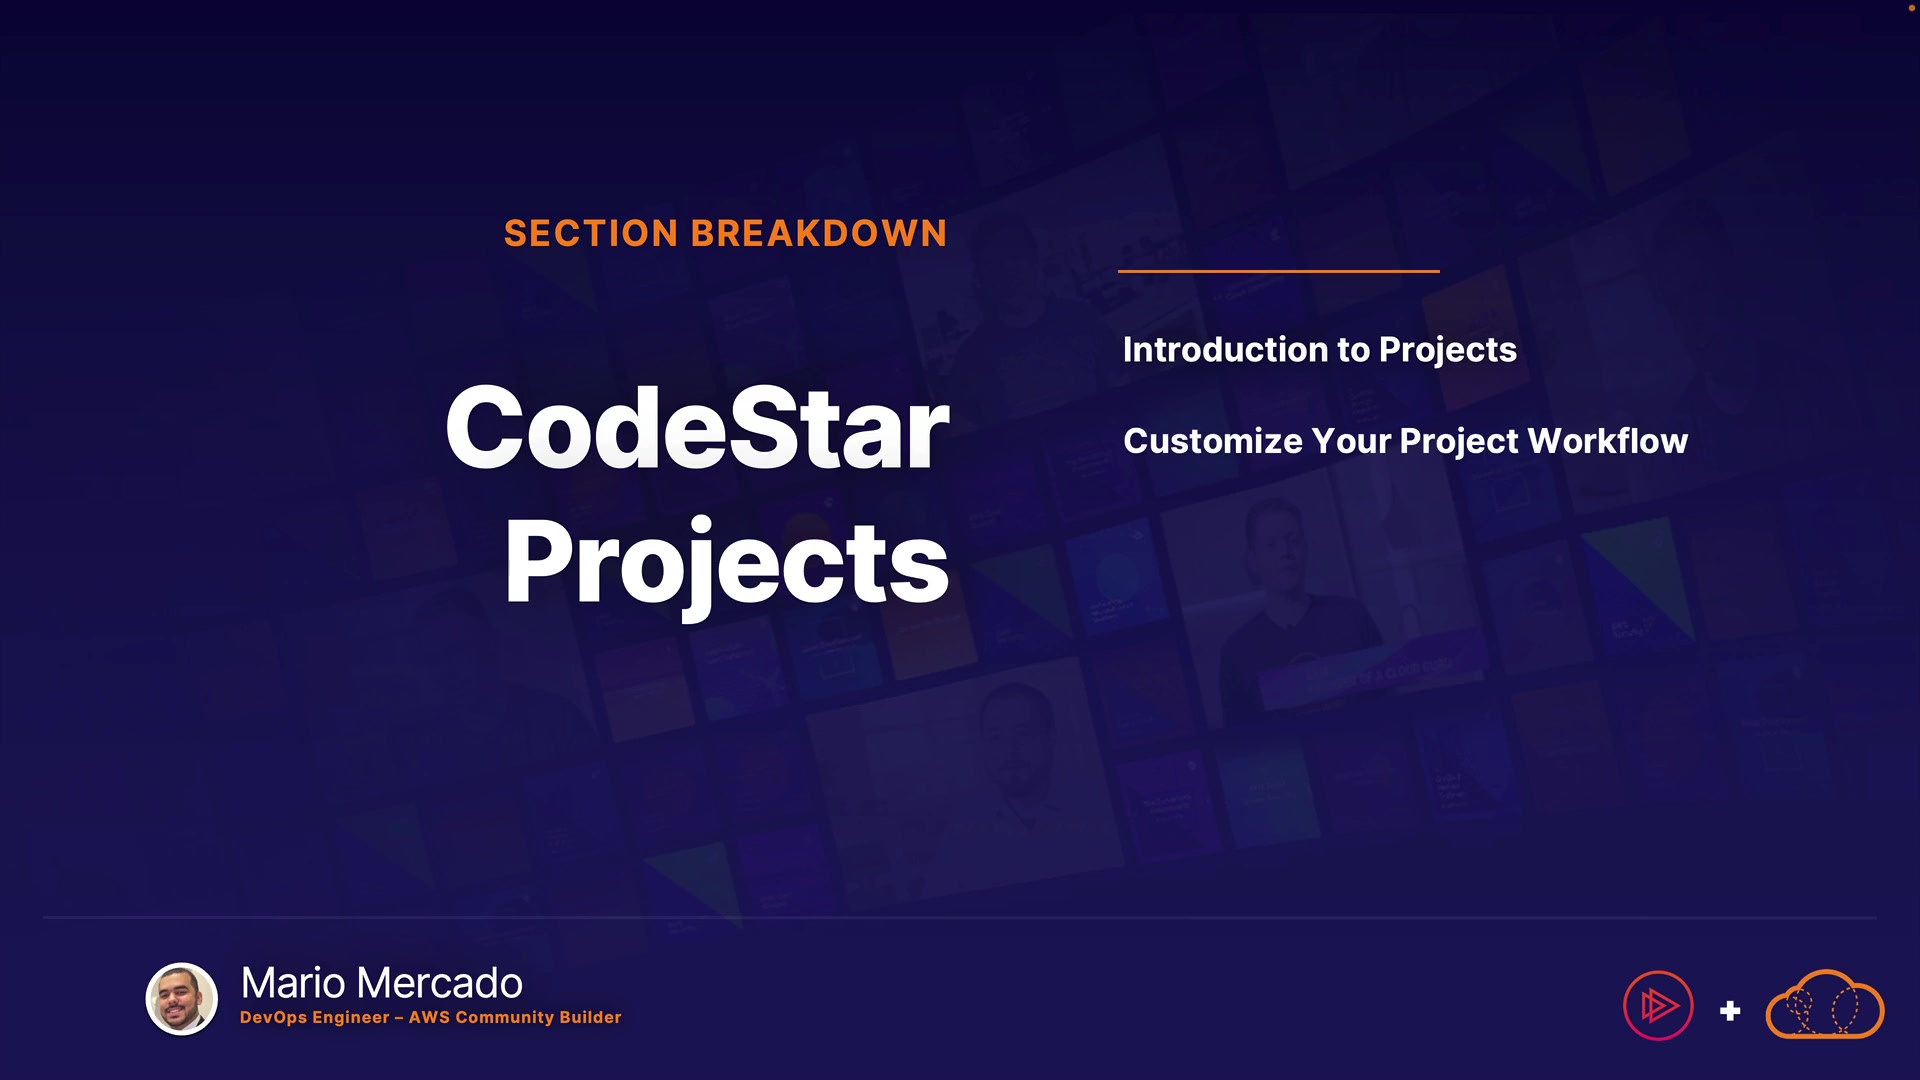 SECTION BREAKDOWN
CodeStar
Projects
Introduction to Projects
Customize Your Project Workflow
Mario Mercado
DevOps Engineer – AWS Community Builder